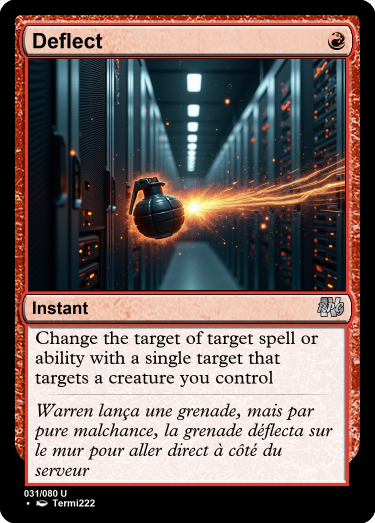 Deflect
Instant
Change the target of target spell or
ability with a single target that
targets a creature you control
Warren lança une grenade, mais par
pure malchance, la grenade déflecta sur
le mur pour aller direct à côté du
serveur
031/080 U
• Termi222